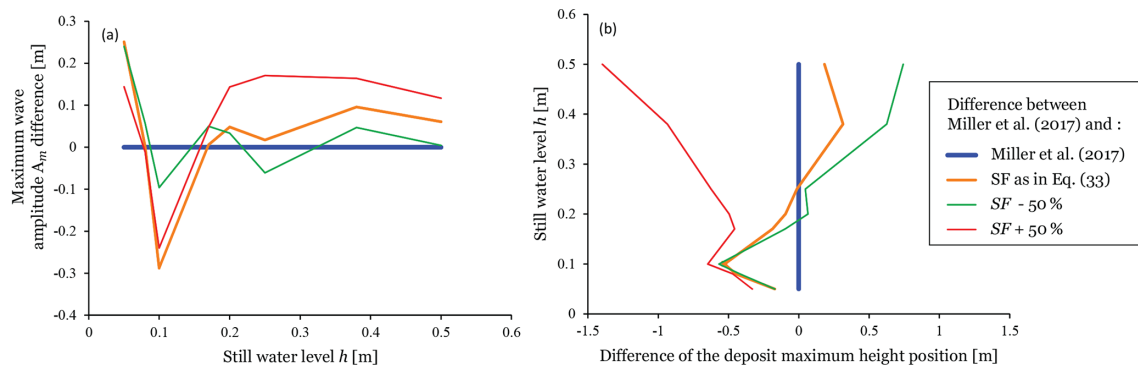 (a)
Maximum wave
amplitude Am difference [m]
0.3
0.2
0.1
0
-0.1
-0.2
-0.3
-0.4
0
0.1
0.2
0.3
0.4
0.5
0.6
Still water level h [m]
(b)
Still water level h [m]
0.6
0.5
0.4
0.3
0.2
0.1
0
-1.5
-1
-0.5
0
0.5
1
1.5
Difference of the deposit maximum height position [m]
Difference between
Miller et al. (2017) and :
Miller et al. (2017)
SF as in Eq. (33)
SF - 50 %
SF + 50 %